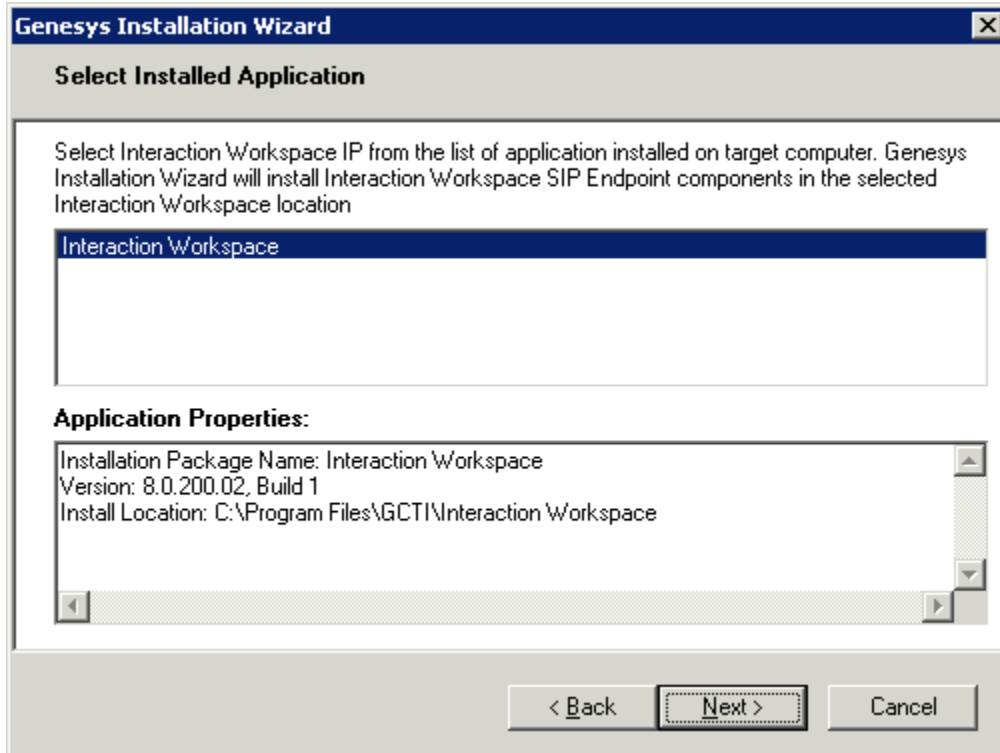 Genesys Installation Wizard
Select Installed Application
Select Interaction Workspace IP from the list of application installed on target computer. Genesys
Installation Wizard will install Interaction Workspace SIP Endpoint components in the selected
Interaction Workspace location
Interaction Workspace
Application Properties:
Installation Package Name: Interaction Workspace
Version: 8.0.200.02, Build 1
Install Location: C:\Program Files\GCTI\Interaction Workspace
< Back
Next >
Cancel